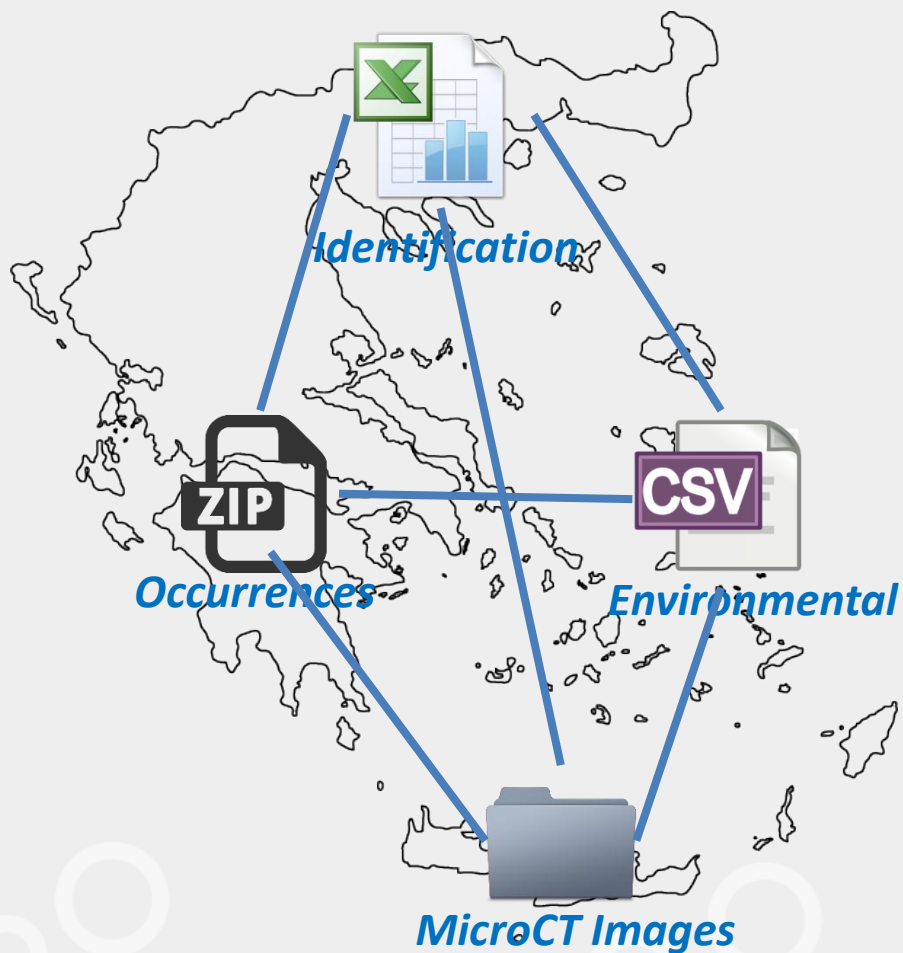 Identification
ZIP
CSV
Occurrences
Environmental
MicroCT Images